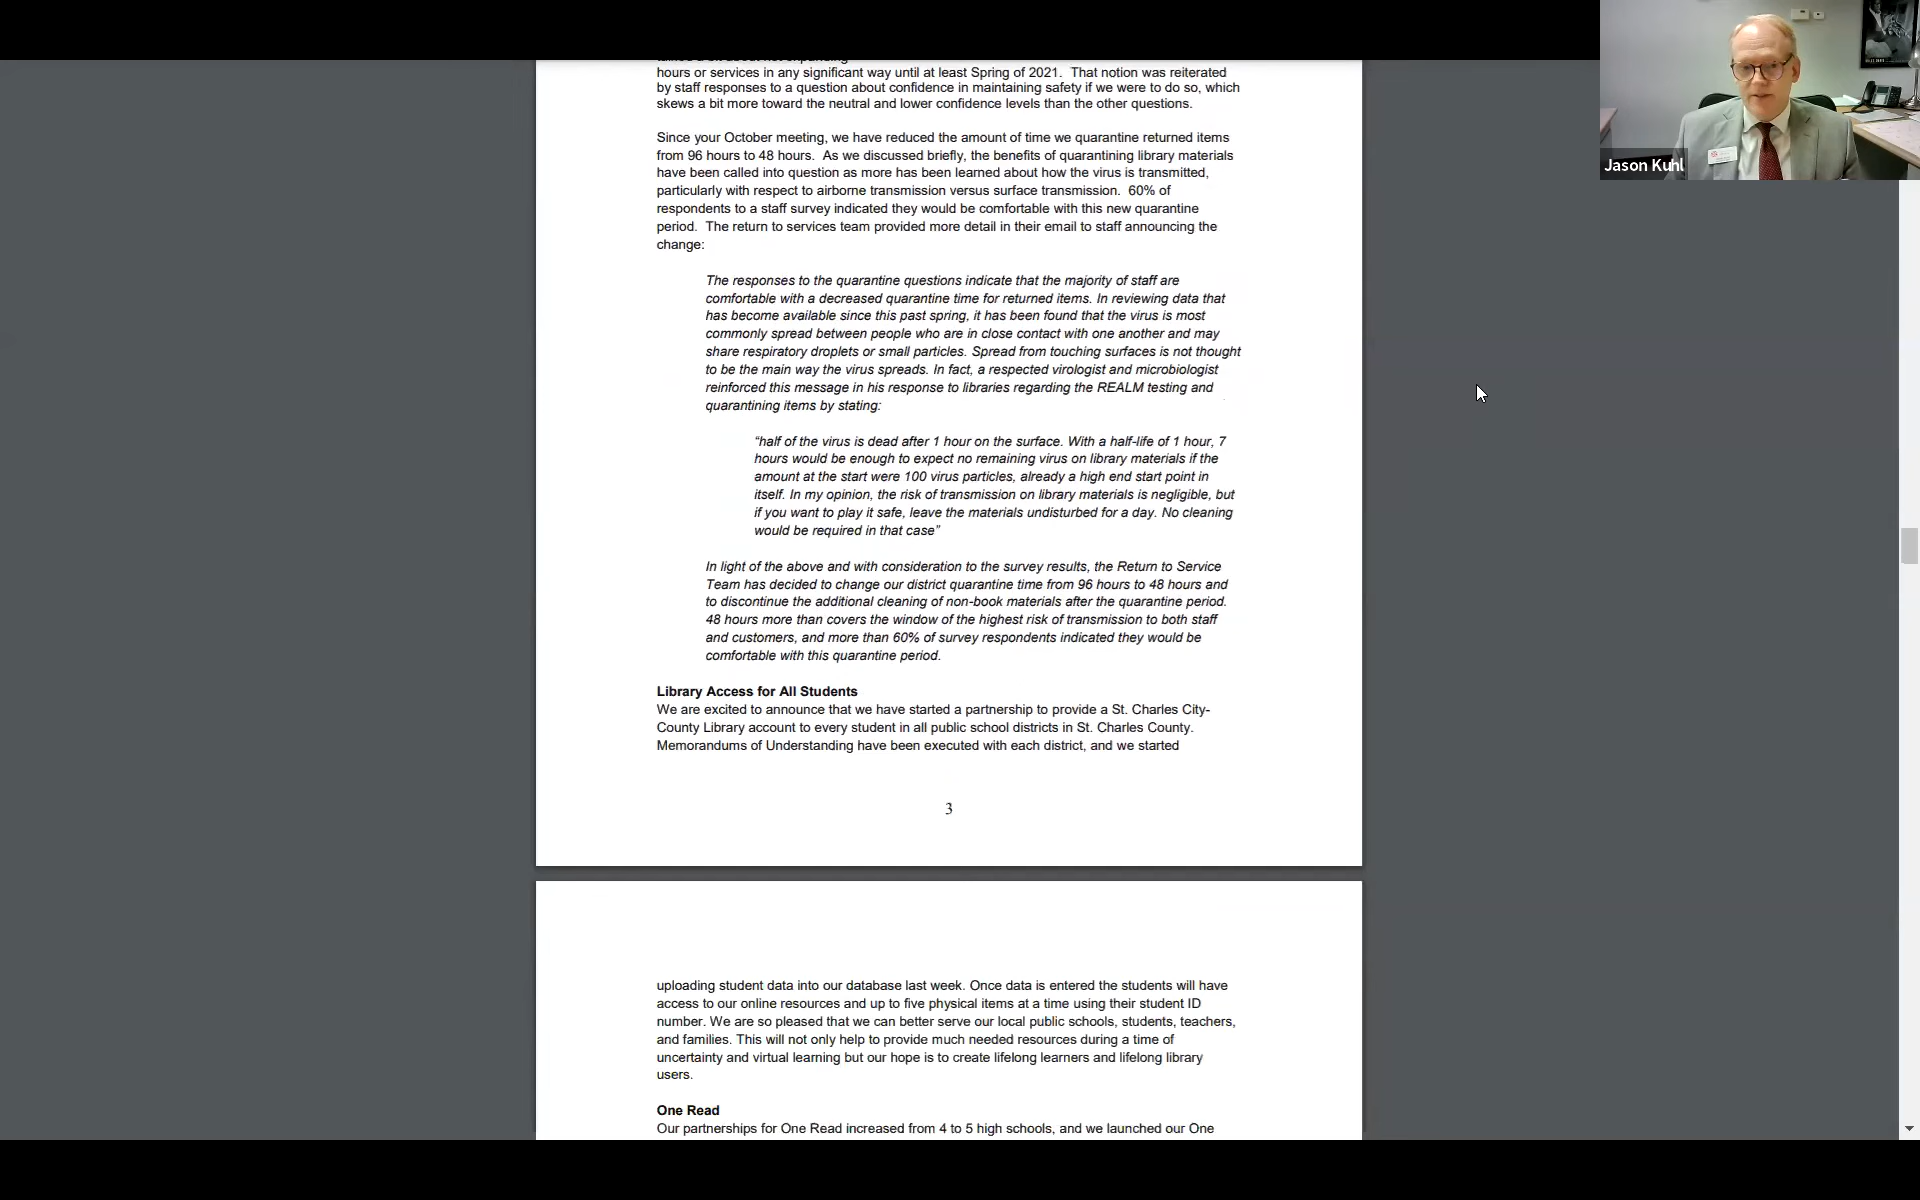 hours or services in any significant way until at least Spring of 2021.  That notion was reiterated
by staff responses to a question about confidence in maintaining safety if we were to do so, which
skews a bit more toward the neutral and lower confidence levels than the other questions.
Since your October meeting, we have reduced the amount of time we quarantine returned items
from 96 hours to 48 hours.  As we discussed briefly, the benefits of quarantining library materials
have been called into question as more has been learned about how the virus is transmitted,
particularly with respect to airborne transmission versus surface transmission.  60% of
respondents to a staff survey indicated they would be comfortable with this new quarantine
period.  The return to services team provided more detail in their email to staff announcing the
change:
The responses to the quarantine questions indicate that the majority of staff are
comfortable with a decreased quarantine time for returned items. In reviewing data that
has become available since this past spring, it has been found that the virus is most
commonly spread between people who are in close contact with one another and may
share respiratory droplets or small particles. Spread from touching surfaces is not thought
to be the main way the virus spreads. In fact, a respected virologist and microbiologist
reinforced this message in his response to libraries regarding the REALM testing and
quarantining items by stating:
“half of the virus is dead after 1 hour on the surface. With a half-life of 1 hour, 7
hours would be enough to expect no remaining virus on library materials if the
amount at the start were 100 virus particles, already a high end start point in
itself. In my opinion, the risk of transmission on library materials is negligible, but
if you want to play it safe, leave the materials undisturbed for a day. No cleaning
would be required in that case”
In light of the above and with consideration to the survey results, the Return to Service
Team has decided to change our district quarantine time from 96 hours to 48 hours and
to discontinue the additional cleaning of non-book materials after the quarantine period.
48 hours more than covers the window of the highest risk of transmission to both staff
and customers, and more than 60% of survey respondents indicated they would be
comfortable with this quarantine period.
Library Access for All Students
We are excited to announce that we have started a partnership to provide a St. Charles City-
County Library account to every student in all public school districts in St. Charles County.
Memorandums of Understanding have been executed with each district, and we started
3
uploading student data into our database last week. Once data is entered the students will have
access to our online resources and up to five physical items at a time using their student ID
number. We are so pleased that we can better serve our local public schools, students, teachers,
and families. This will not only help to provide much needed resources during a time of
uncertainty and virtual learning but our hope is to create lifelong learners and lifelong library
users.
One Read
Our partnerships for One Read increased from 4 to 5 high schools, and we launched our One
Jason Kuhl